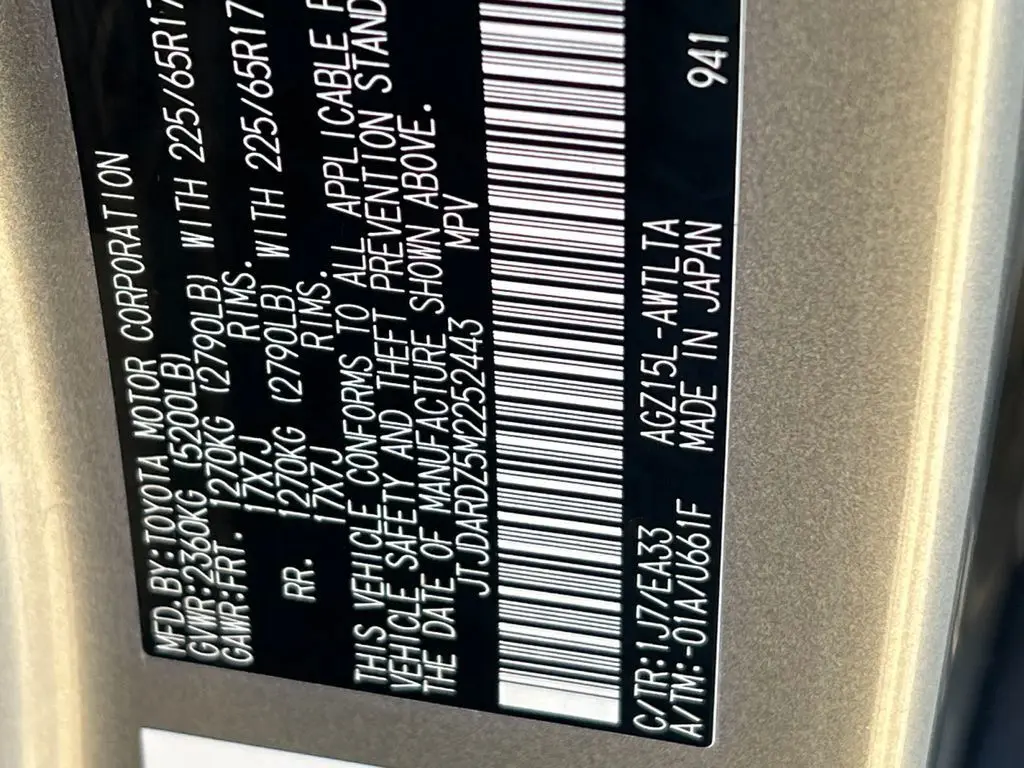 MFD.BY:TOYOTA MOTOR CORPORATION
GVWR:2360KG (5200LB)
GAWR:FRT. 1270KG (2790LB) WITH 225/65R17
17X7J RIMS.
RR. 1270KG (2790LB) WITH 225/65R17
17X7J RIMS.
THIS VEHICLE CONFORMS TO ALL APPLICABLE
VEHICLE SAFETY AND THEFT PREVENTION STAND
THE DATE OF MANUFACTURE SHOWN ABOVE.
JTJDARDZ5M2252443 MPV
C/TR:1J7/EA33 AGZ15L-AWTLTA
A/TM:-01A/U661F MADE IN JAPAN 941